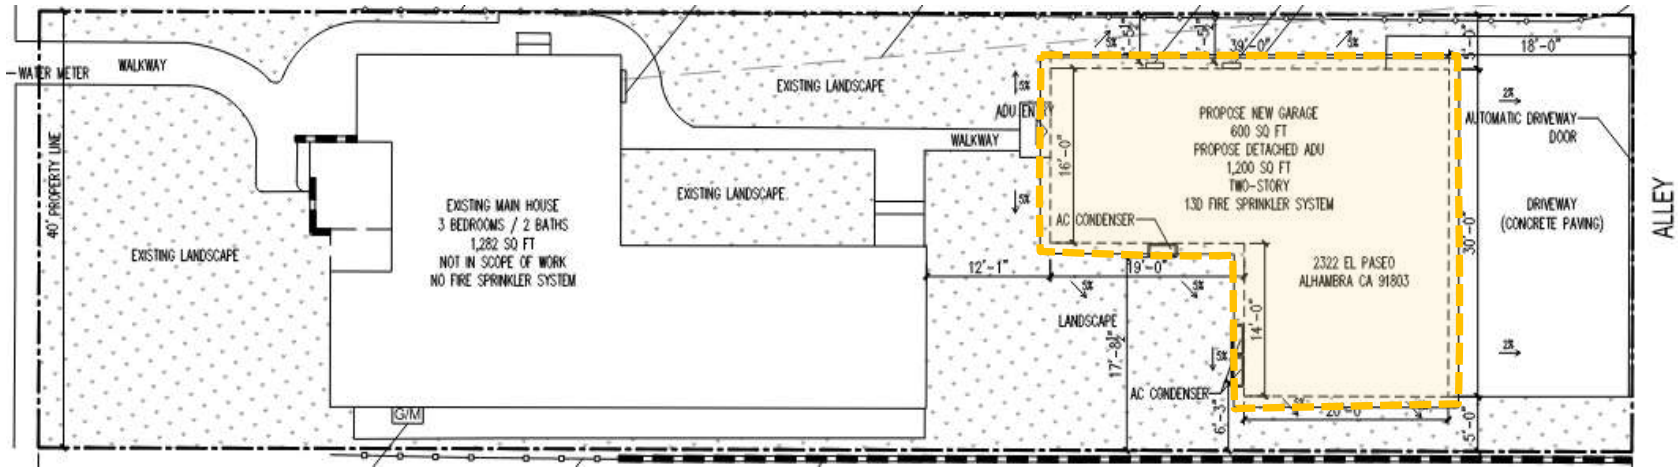 39'-0"
18'-0"
5'-0"
WATER METER
WALKWAY
5%
5%
EXISTING LANDSCAPE
5%
2%
ADU ENTRY
PROPOSE NEW GARAGE
600 SQ FT
PROPOSE DETACHED ADU
1,200 SQ FT
TWO-STORY
13D FIRE SPRINKLER SYSTEM
AUTOMATIC DRIVEWAY
DOOR
WALKWAY
16'-0"
40' PROPERTY LINE
EXISTING LANDSCAPE
5%
EXISTING MAIN HOUSE
3 BEDROOMS / 2 BATHS
1,282 SQ FT
NOT IN SCOPE OF WORK
NO FIRE SPRINKLER SYSTEM
AC CONDENSER
DRIVEWAY
(CONCRETE PAVING)
ALLEY
30'-0"
EXISTING LANDSCAPE
12'-1"
19'-0"
2322 EL PASEO
ALHAMBRA CA 91803
5%
5%
LANDSCAPE
14'-0"
17'-8½"
5%
2%
AC CONDENSER
G/M
20'-0"
6'-3"
5'-0"